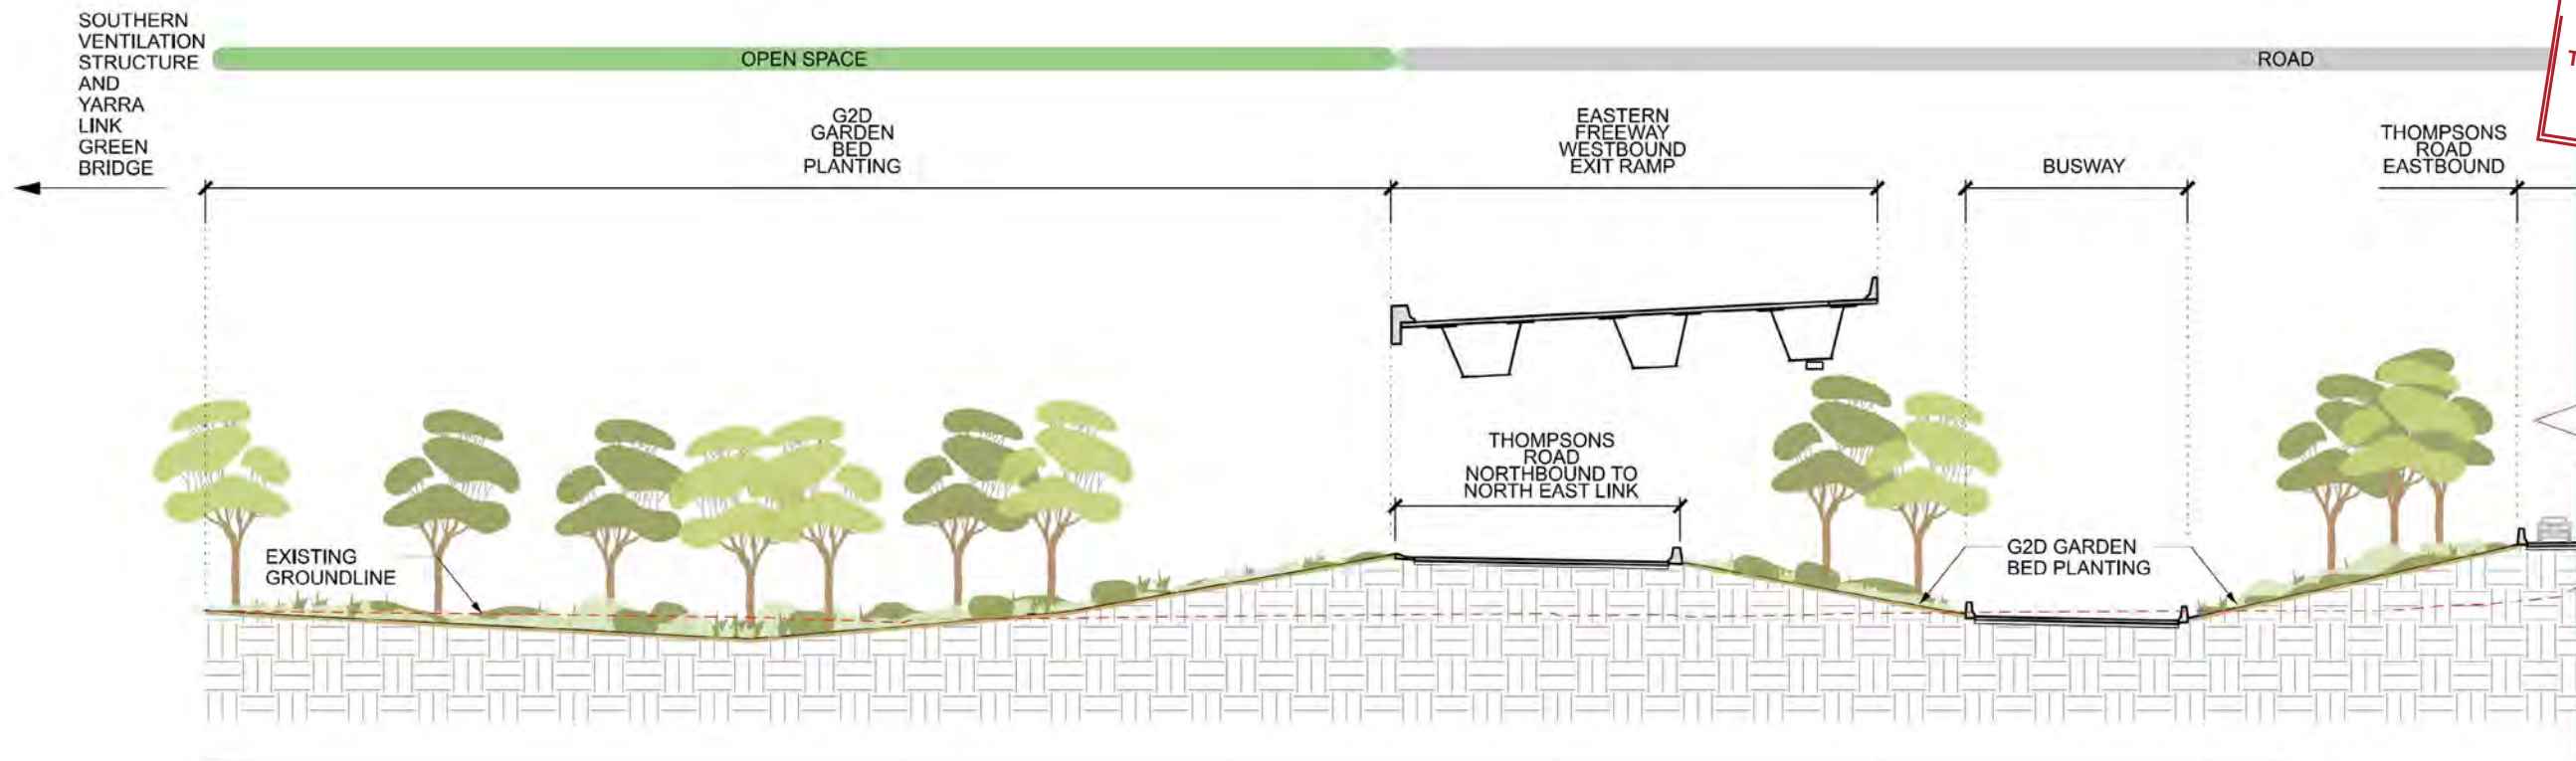 SOUTHERN
VENTILATION
STRUCTURE
AND
YARRA
LINK
GREEN
BRIDGE
OPEN SPACE
ROAD
G2D
GARDEN
BED
PLANTING
EASTERN
FREEWAY
WESTBOUND
EXIT RAMP
BUSWAY
THOMPSONS
ROAD
EASTBOUND
THOMPSONS
ROAD
NORTHBOUND TO
NORTH EAST LINK
EXISTING
GROUNDLINE
G2D GARDEN
BED PLANTING